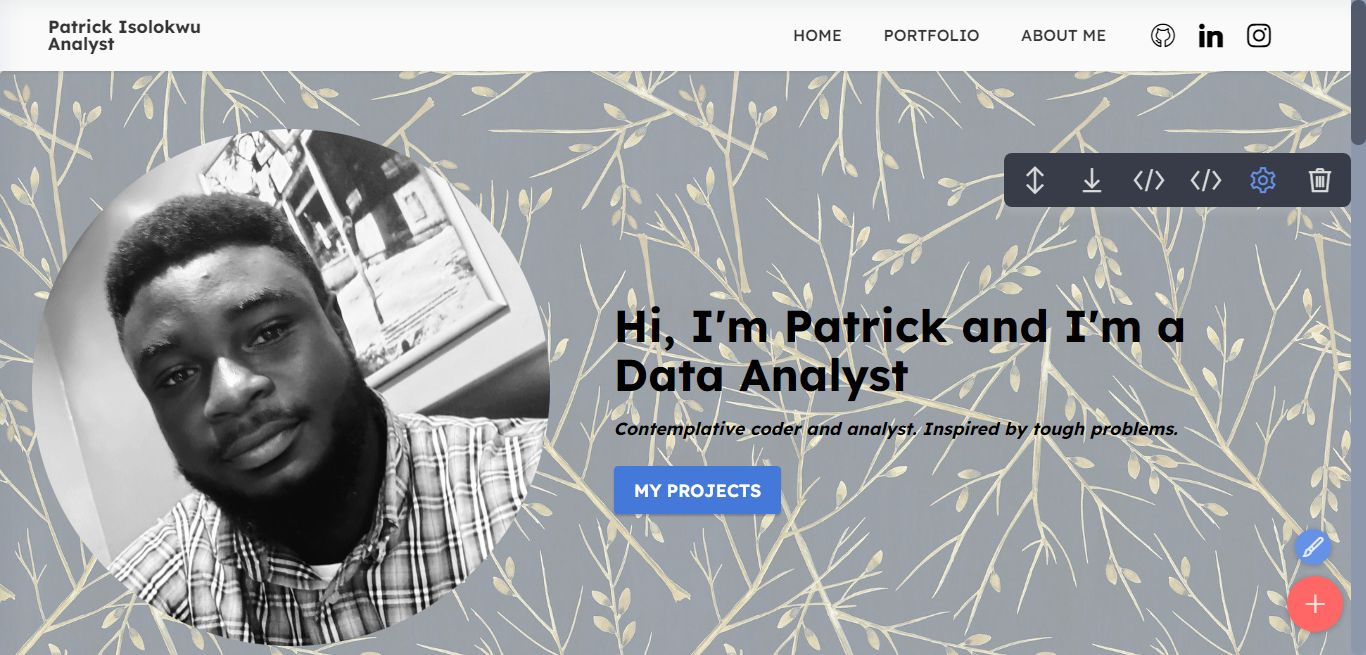 Patrick Isolokwu
Analyst
HOME PORTFOLIO ABOUT ME in
Hi, I'm Patrick and I'm a
Data Analyst
Contemplative coder and analyst. Inspired by tough problems.
MY PROJECTS